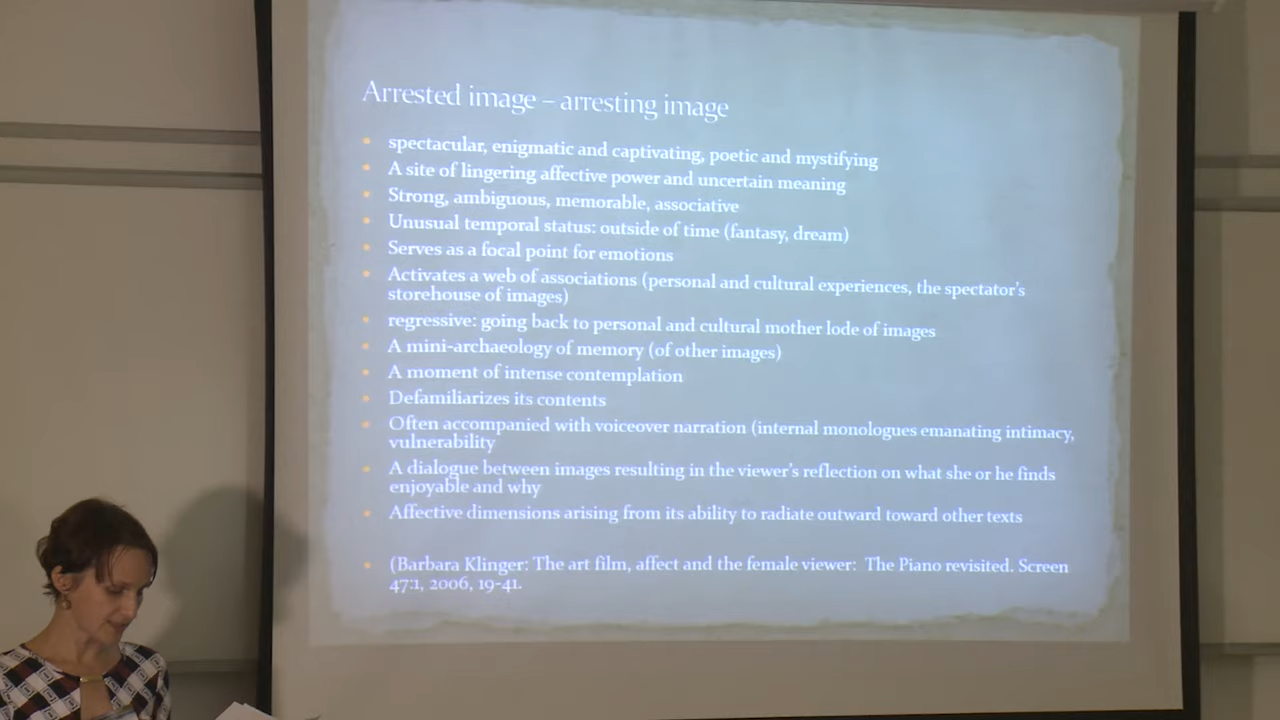 Arrested image – arresting image
• spectacular, enigmatic and captivating, poetic and mystifying
• A site of lingering affective power and uncertain meaning
• Strong, ambiguous, memorable, associative
• Unusual temporal status: outside of time (fantasy, dream)
• Serves as a focal point for emotions
• Activates a web of associations (personal and cultural experiences, the spectator's
storehouse of images)
• regressive: going back to personal and cultural mother lode of images
• A mini-archaeology of memory (of other images)
• A moment of intense contemplation
• Defamiliarizes its contents
• Often accompanied with voiceover narration (internal monologues emanating intimacy,
vulnerability
• A dialogue between images resulting in the viewer's reflection on what she or he finds
enjoyable and why
• Affective dimensions arising from its ability to radiate outward toward other texts
• (Barbara Klinger: The art film, affect and the female viewer: The Piano revisited. Screen
47:1, 2006, 19-41.